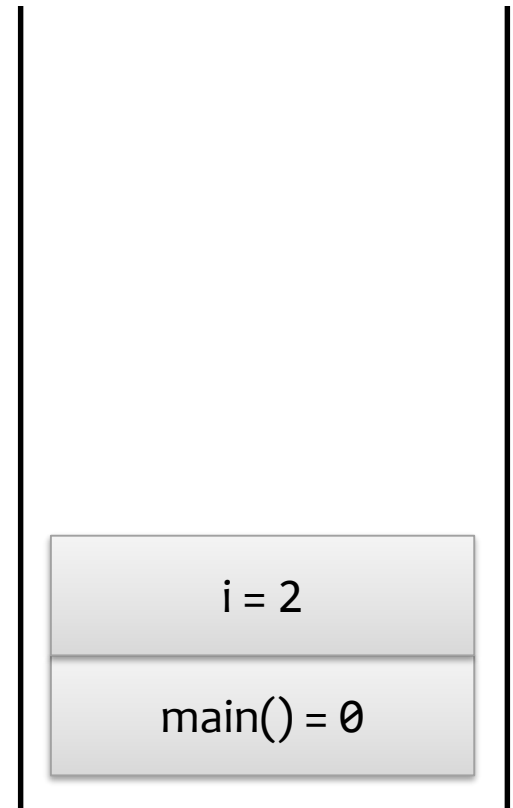 i = 2
main() = 0